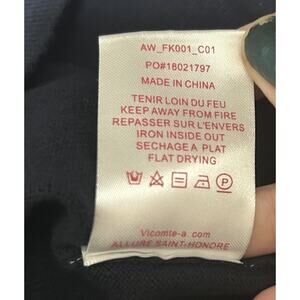 AW_FK001_C01
PO#18021797
MADE IN CHINA
TENIR LOIN DU FEU
KEEP AWAY FROM FIRE
REPASSER SUR L'ENVERS
IRON INSIDE OUT
SECHAGE A PLAT
FLAT DRYING
P
Vicomte-a.com
ALLURE SAINT-HONORE